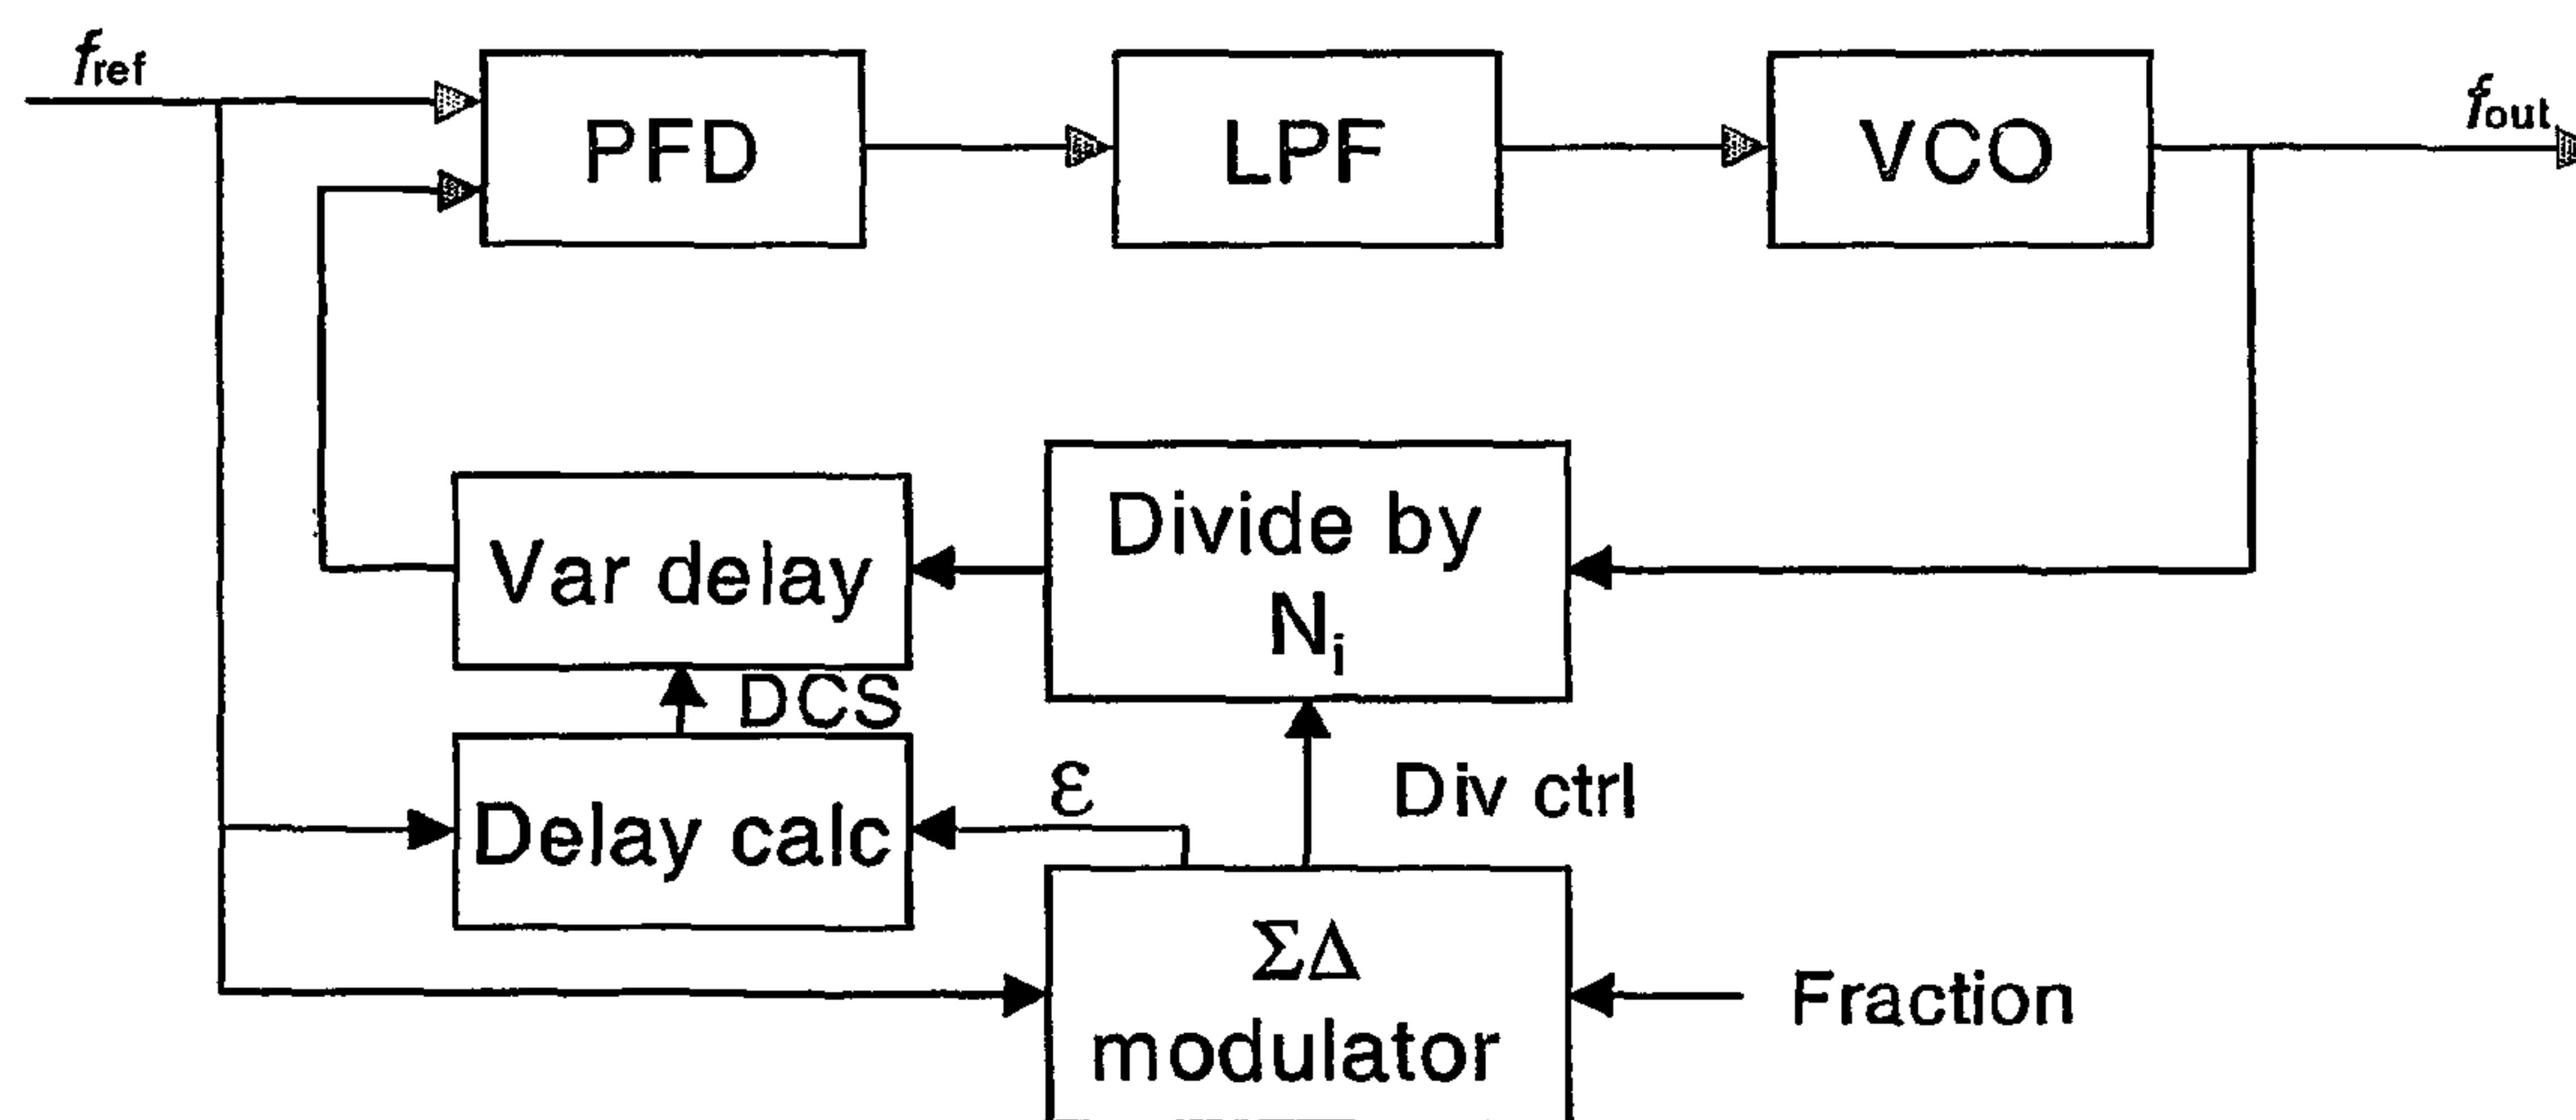 fref
PFD
LPF
VCO
fout
Var delay
Divide by
Ni
DCS
Delay calc
ε
Div ctrl
ΣΔ
modulator
Fraction